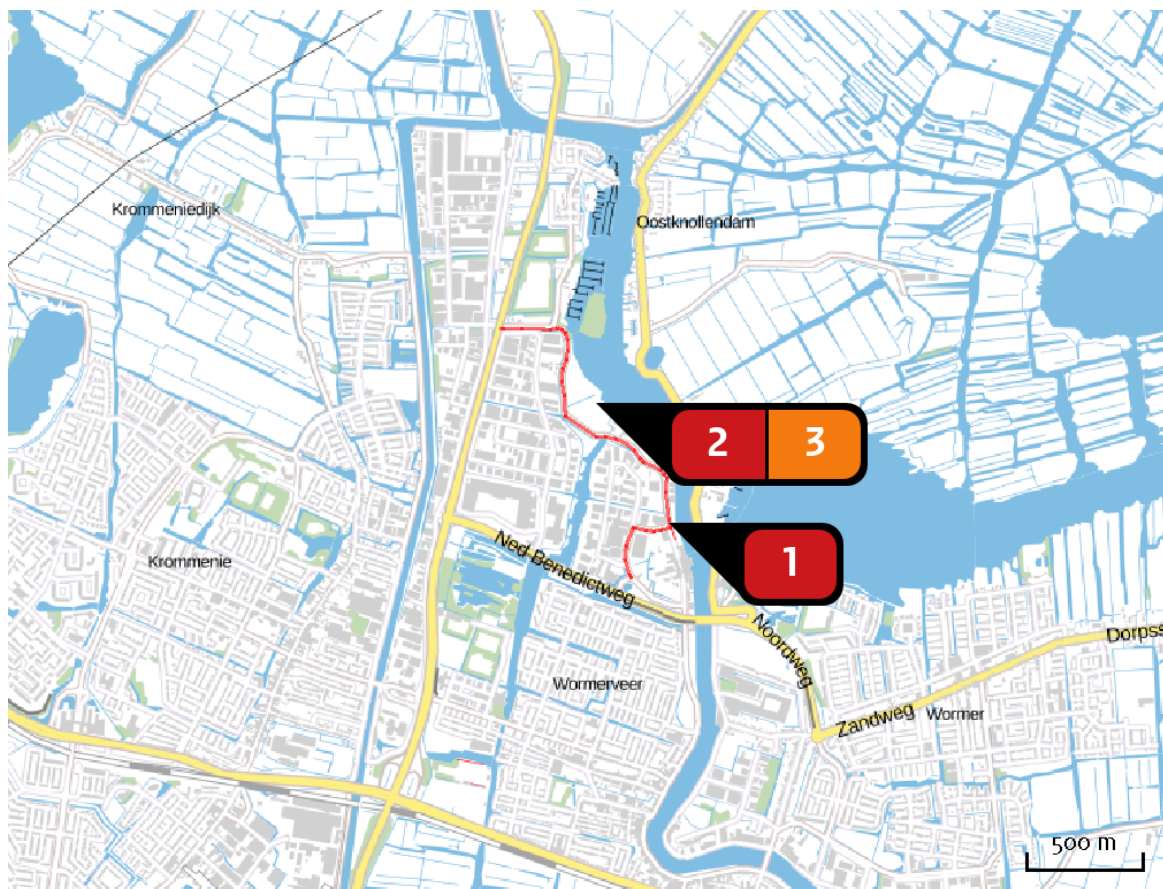 Krommeniedijk
Oostknollendam
2 3
1
Krommenie
Ned Benedictweg
Noordweg
Wormerveer
Zandweg
Wormer
Dorpss
500 m